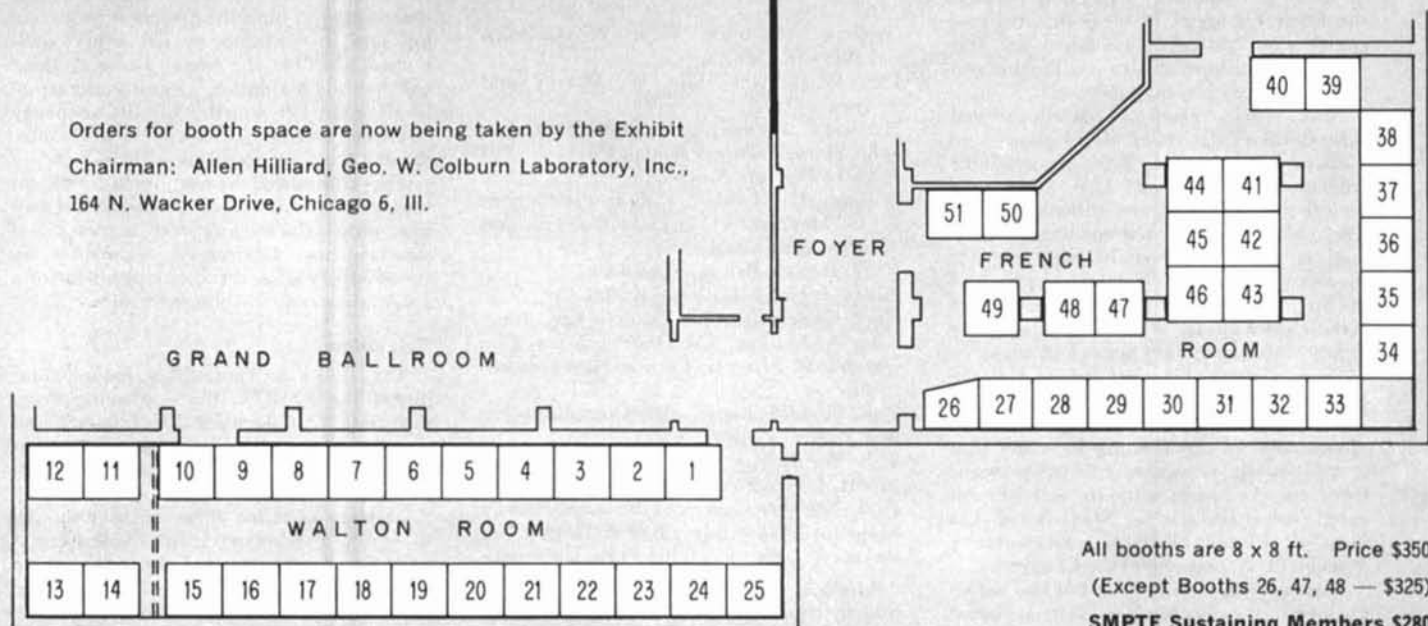 Orders for booth space are now being taken by the Exhibit
Chairman: Allen Hilliard, Geo. W. Colburn Laboratory, Inc.,
164 N. Wacker Drive, Chicago 6, Ill.
40 39
38
44 41
37
51 50
FOYER
45 42
36
FRENCH
46 43
35
49 48 47
ROOM
34
GRAND BALLROOM
26 27 28 29 30 31 32 33
12 11 10 9 8 7 6 5 4 3 2 1
WALTON ROOM
13 14 15 16 17 18 19 20 21 22 23 24 25
All booths are 8 x 8 ft. Price $350
(Except Booths 26, 47, 48 — $325)
SMPTE Sustaining Members